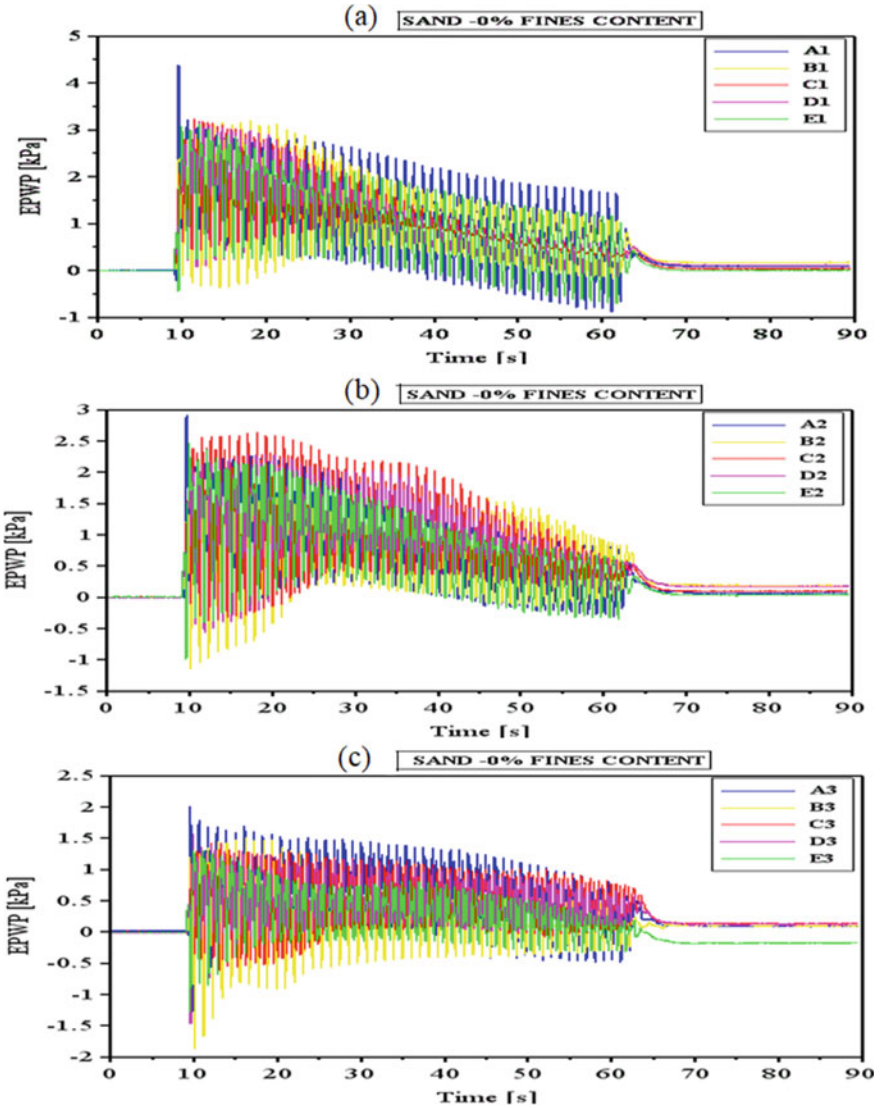 (a) SAND -0% FINES CONTENT
A1
B1
C1
D1
E1
EPWP [kPa]
5
4
3
2
1
0
-1
0 10 20 30 40 50 60 70 80 90
Time [s]
(b) SAND -0% FINES CONTENT
A2
B2
C2
D2
E2
EPWP [kPa]
3
2.5
2
1.5
1
0.5
0
-0.5
-1
-1.5
0 10 20 30 40 50 60 70 80 90
Time [s]
(c) SAND -0% FINES CONTENT
A3
B3
C3
D3
E3
EPWP [kPa]
2.5
2
1.5
1
0.5
0
-0.5
-1
-1.5
-2
0 10 20 30 40 50 60 70 80 90
Time [s]